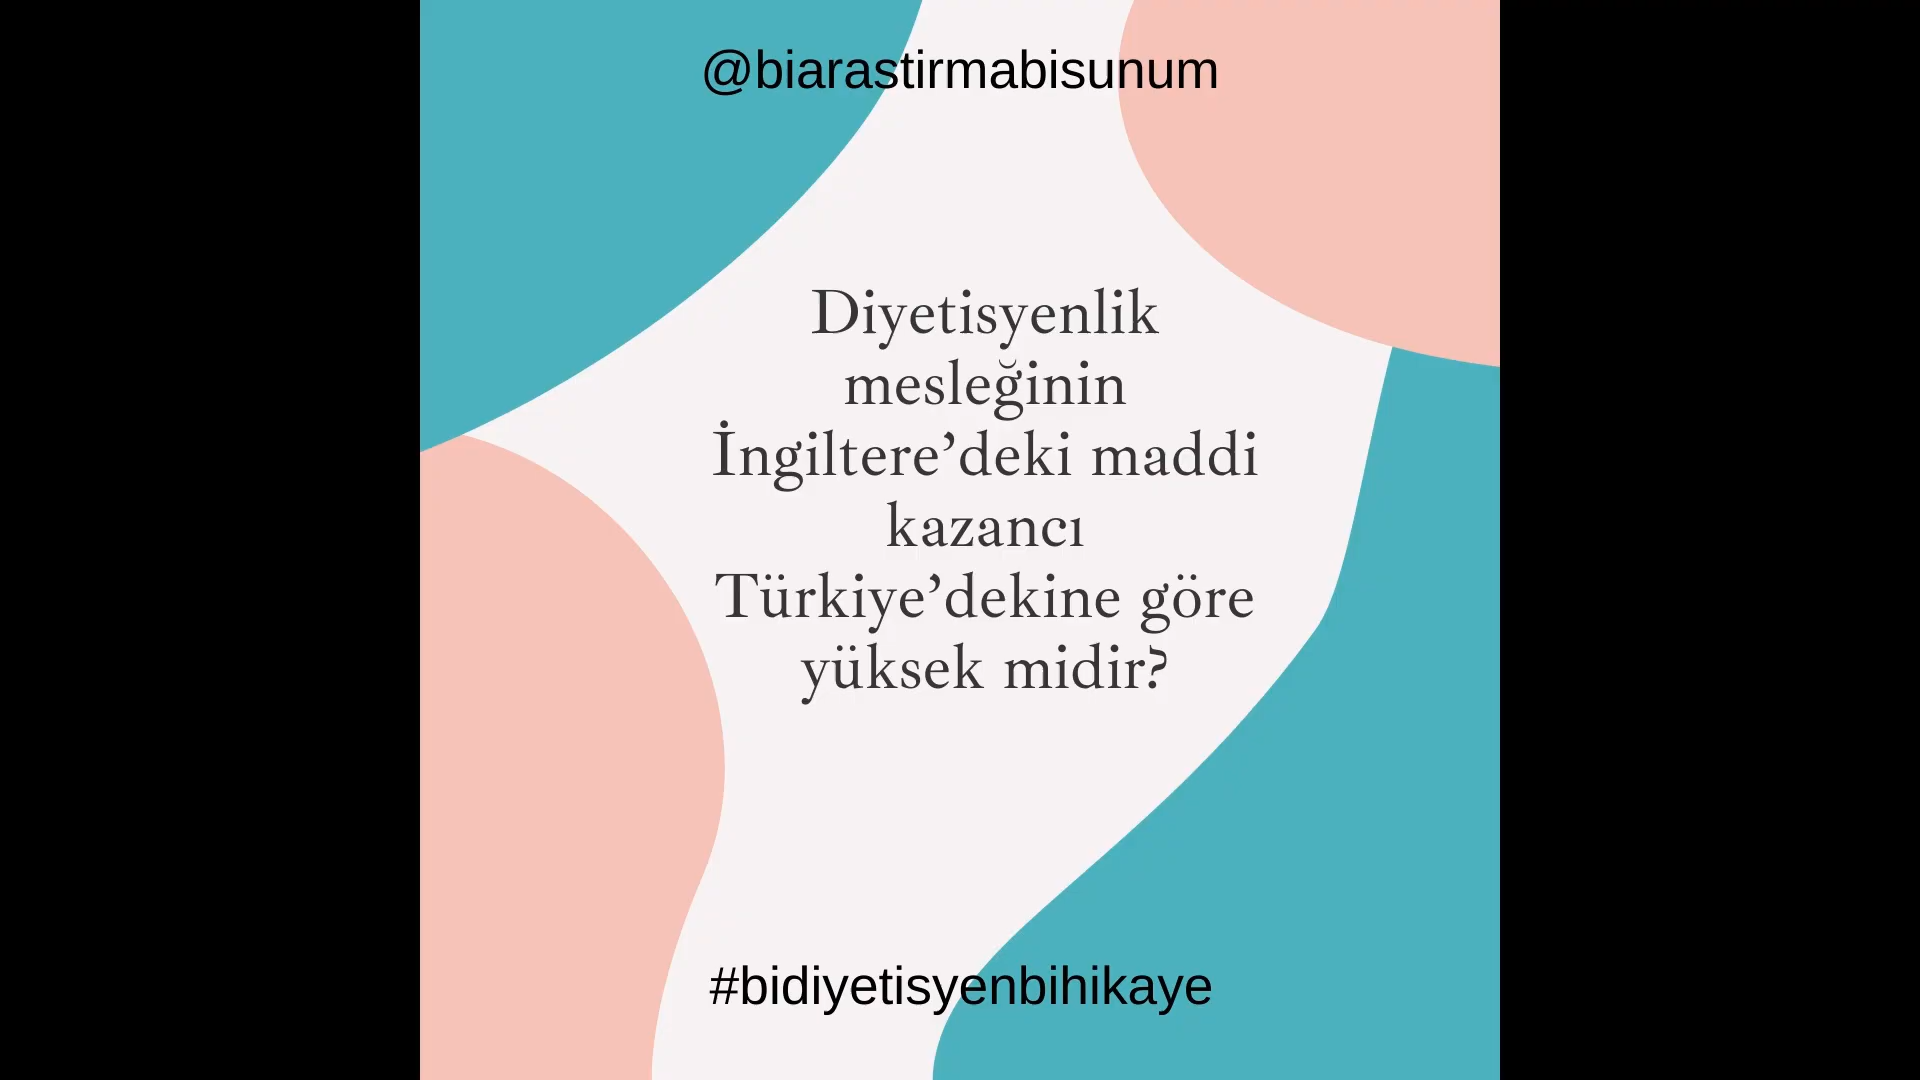 @biarastirmabisunum
Diyetisyenlik
mesleğinin
İngiltere’deki maddi
kazancı
Türkiye’dekine göre
yüksek midir?
#bidiyetisyenbihikaye